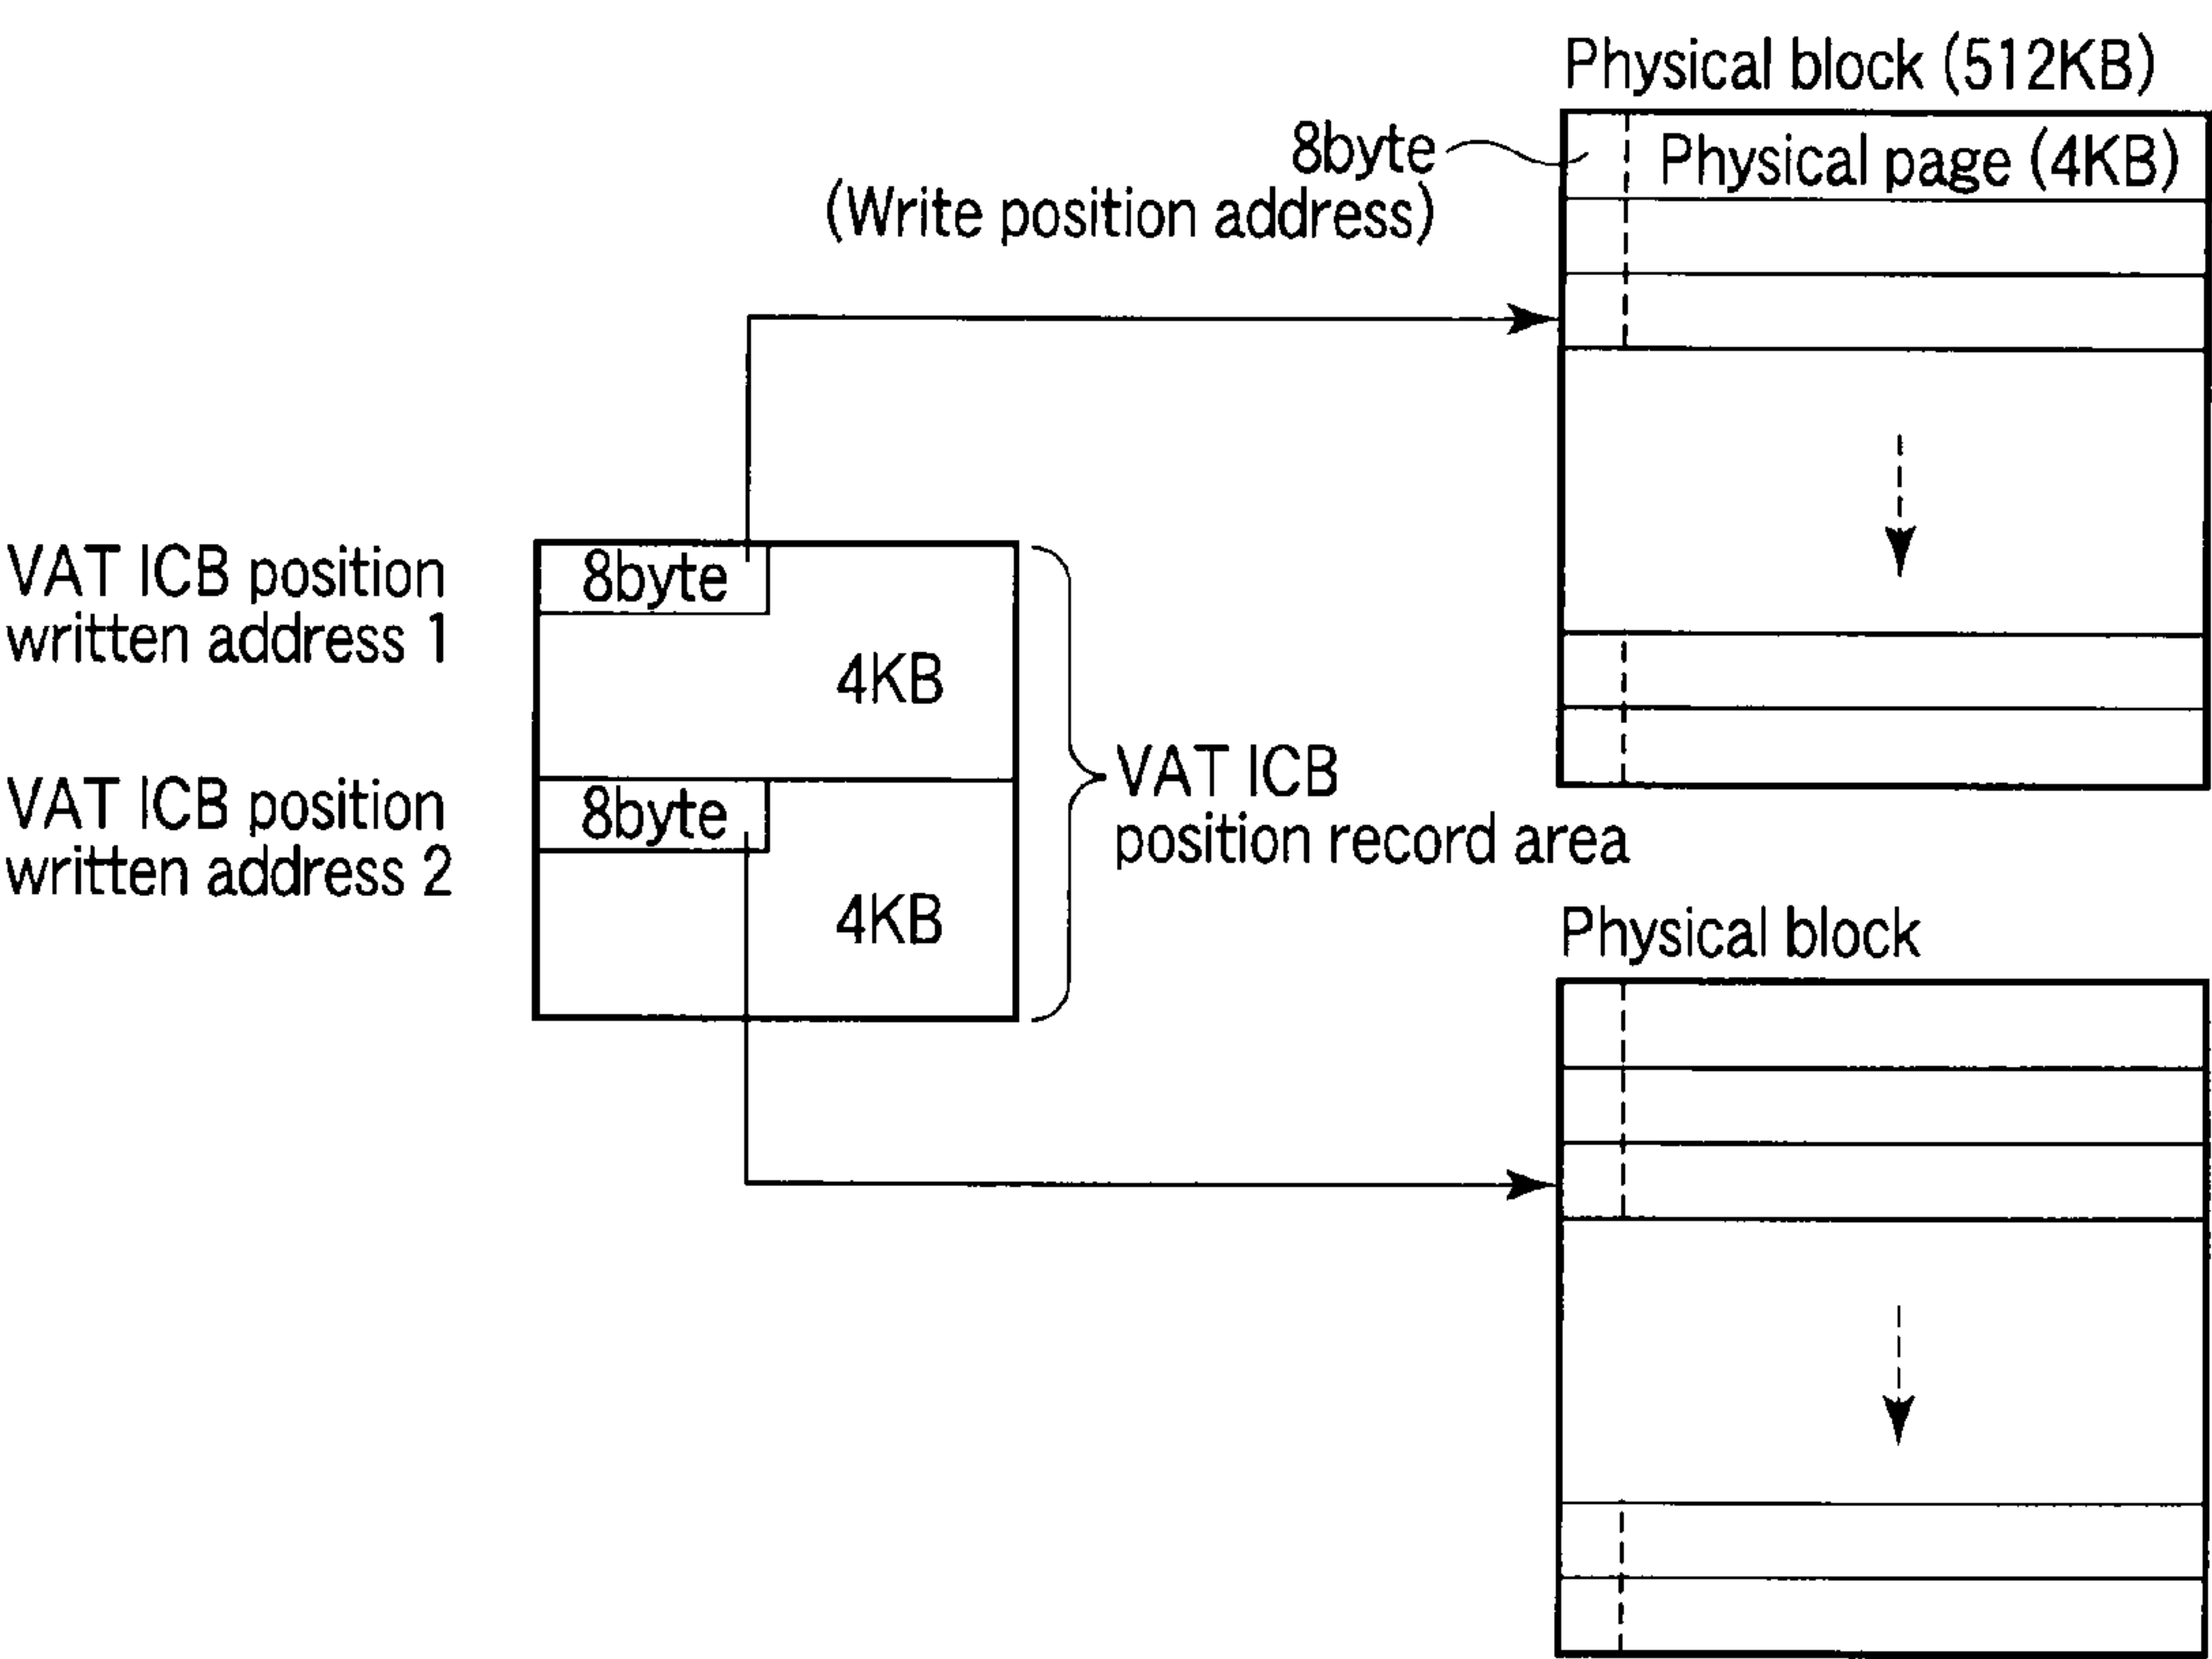 Physical block (512KB)
8byte
(Write position address)
Physical page (4KB)
VAT ICB position
written address 1
8byte
4KB
VAT ICB position
written address 2
8byte
4KB
VAT ICB
position record area
Physical block